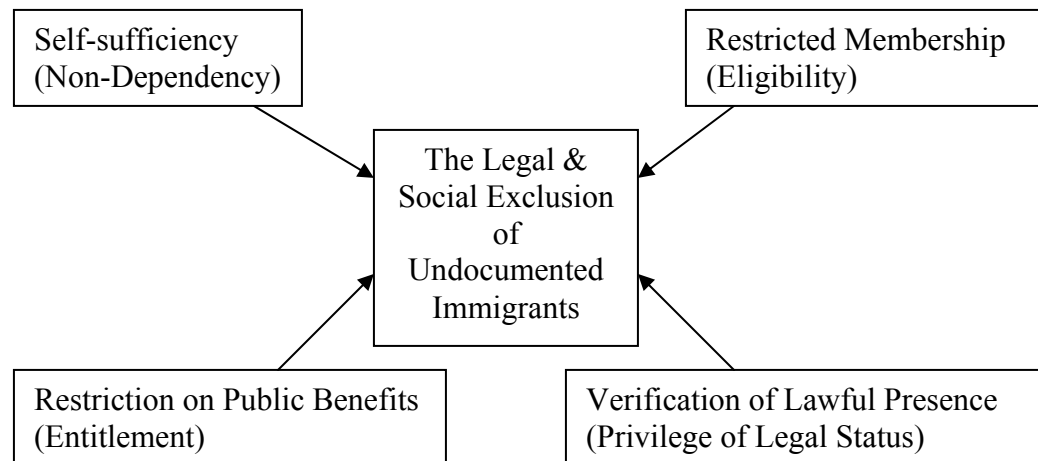 Self-sufficiency
(Non-Dependency)
Restricted Membership
(Eligibility)
The Legal &
Social Exclusion
of
Undocumented
Immigrants
Restriction on Public Benefits
(Entitlement)
Verification of Lawful Presence
(Privilege of Legal Status)